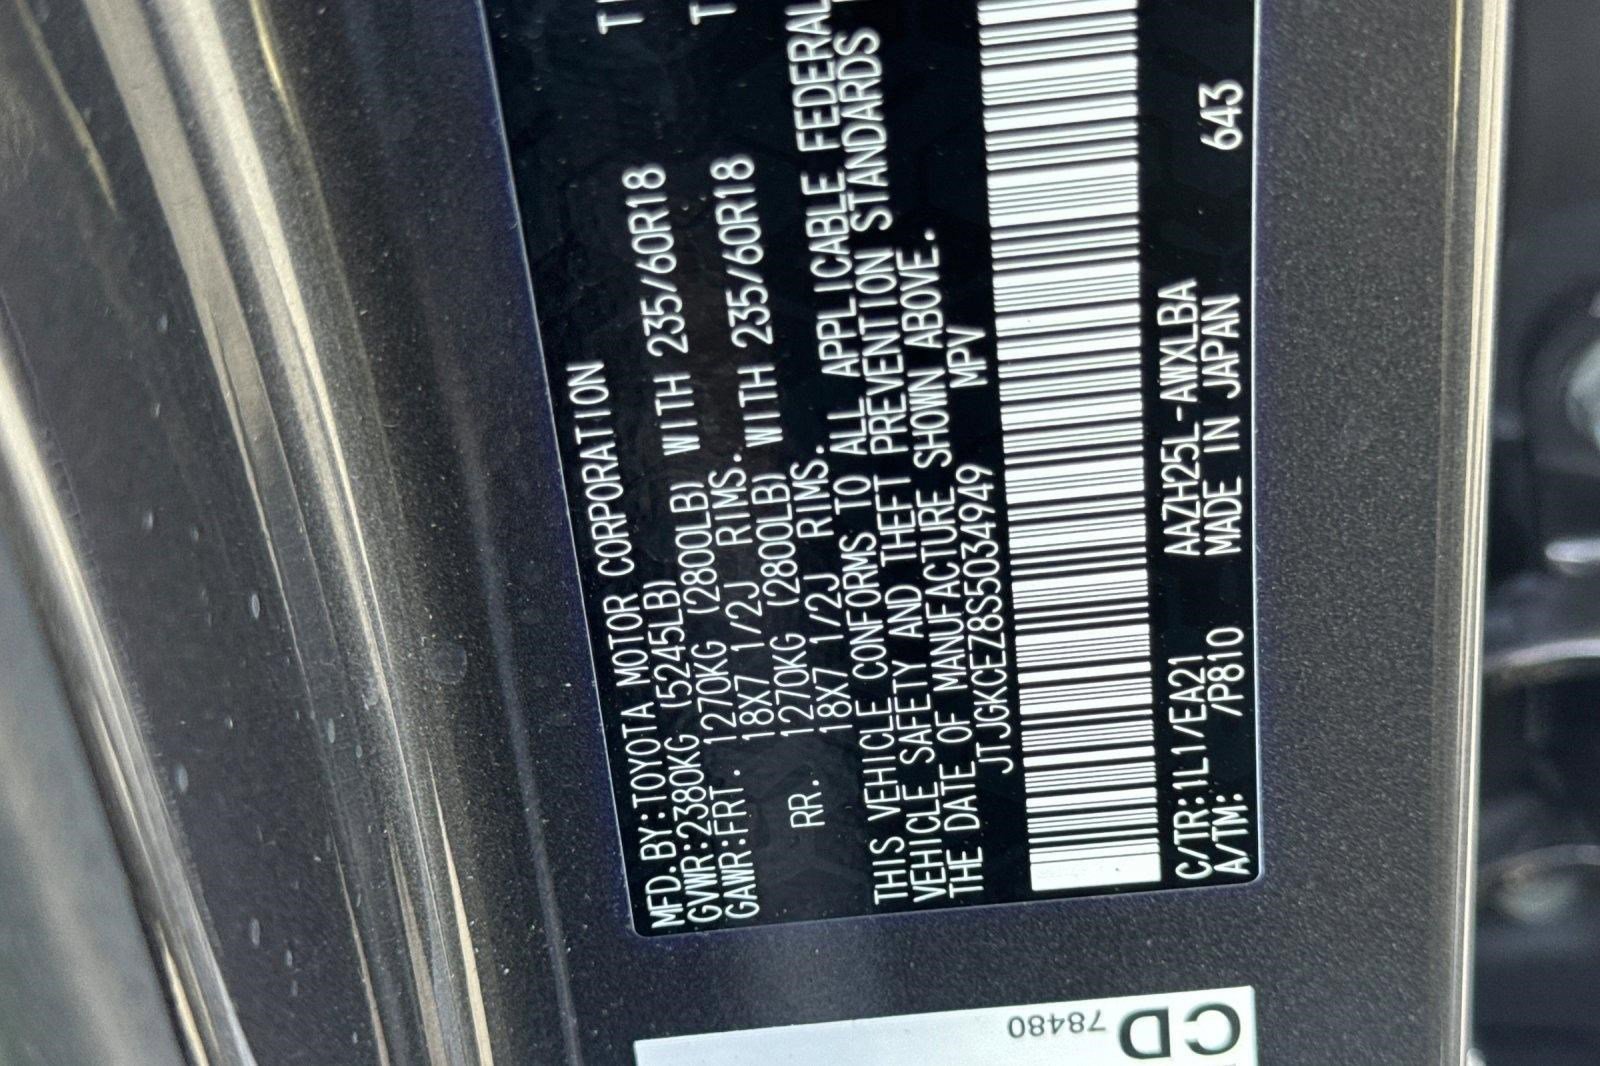 MFD. BY:TOYOTA MOTOR CORPORATION
GVWR:2380KG (5245LB)
GAWR:FRT. 1270KG (2800LB) WITH 235/60R18
18X7 1/2J RIMS.
RR. 1270KG (2800LB) WITH 235/60R18
18X7 1/2J RIMS.
THIS VEHICLE CONFORMS TO ALL APPLICABLE FEDERAL
VEHICLE SAFETY AND THEFT PREVENTION STANDARDS
THE DATE OF MANUFACTURE SHOWN ABOVE.
JTJGKCEZ8S5034949 MPV
C/TR:1L1/EA21 AAZH25L-AWXLBA
A/TM: /P810 MADE IN JAPAN 643
78480
CD